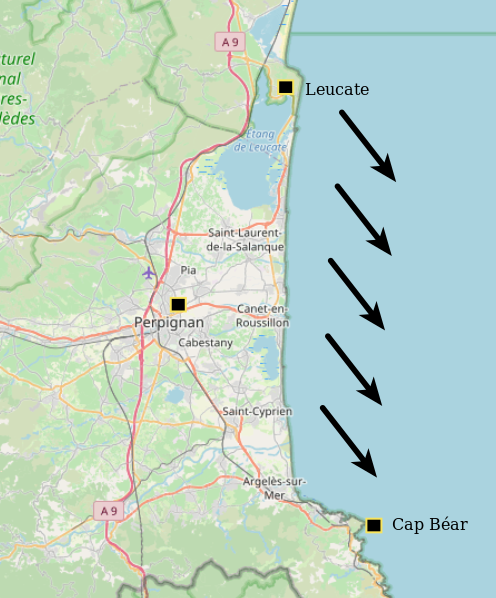 A 9
Leucate
turel
nal
res-
lèdes
Étang
de Leucate
Saint-Laurent-
de-la-Salanque
Pia
Canet-en-
Roussillon
Perpignan
Cabestany
Saint-Cyprien
Argelès-sur-
Mer
A 9
Cap Béar